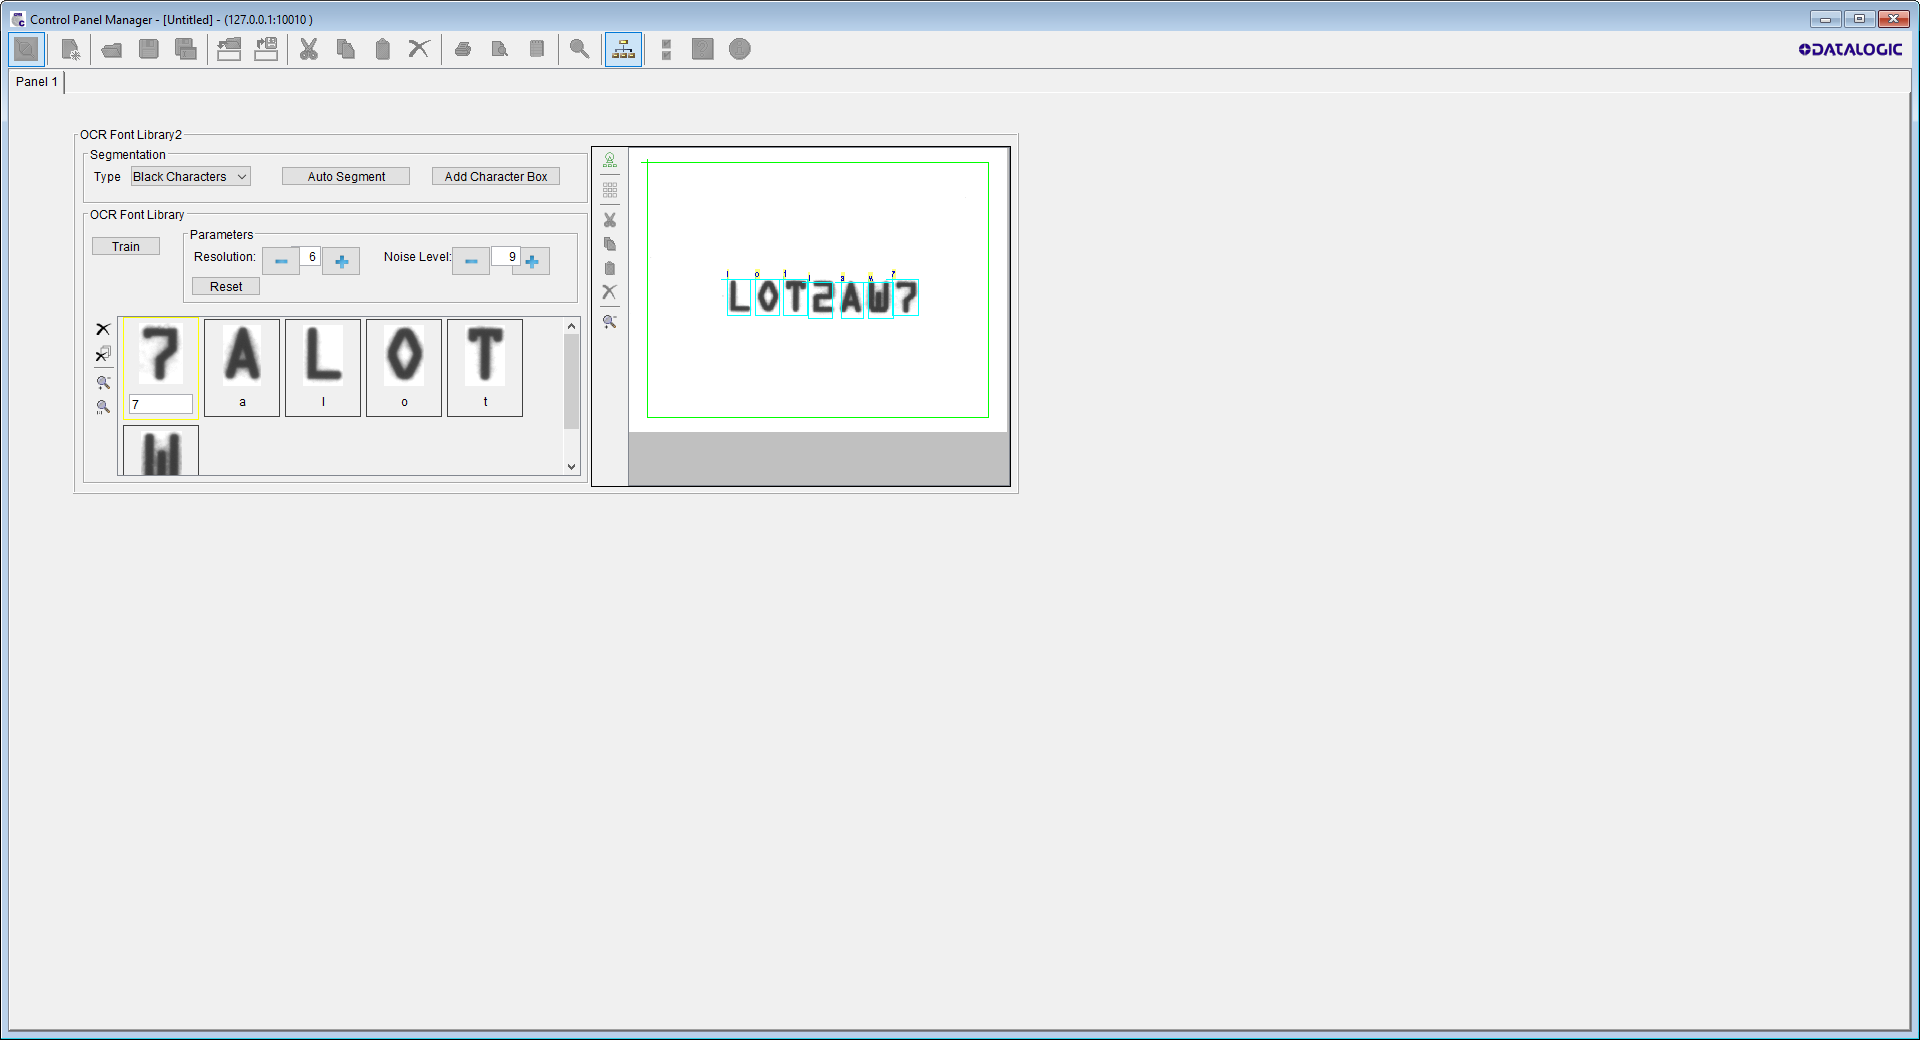 Control Panel Manager - [Untitled] - (127.0.0.1:10010 )
DATALOGIC
Panel 1
OCR Font Library2
Segmentation
Type Black Characters Auto Segment Add Character Box
OCR Font Library
Train
Parameters
Resolution: 6 Noise Level: 9
Reset
7 A L O T
7 a l o t
W
l o t a w 7
LOT2AW7